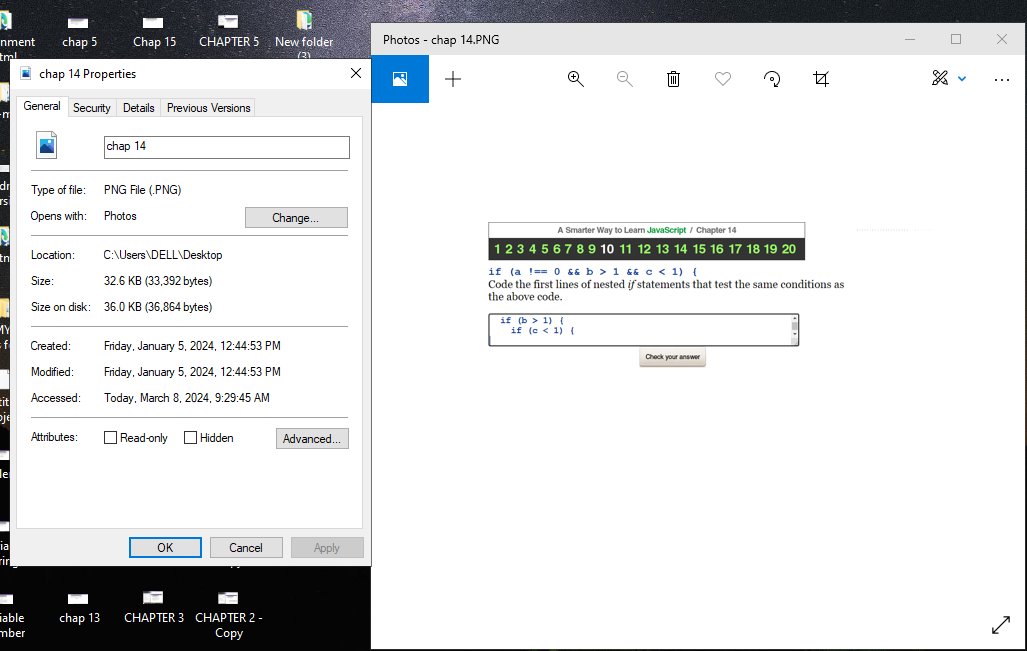 nment
tml
chap 5
Chap 15
CHAPTER 5
New folder
(3)
chap 14 Properties
General
Security
Details
Previous Versions
chap 14
Type of file:
PNG File (.PNG)
Opens with:
Photos
Change...
Location:
C:\Users\DELL\Desktop
Size:
32.6 KB (33,392 bytes)
Size on disk:
36.0 KB (36,864 bytes)
Created:
Friday, January 5, 2024, 12:44:53 PM
Modified:
Friday, January 5, 2024, 12:44:53 PM
Accessed:
Today, March 8, 2024, 9:29:45 AM
Attributes:
Read-only
Hidden
Advanced...
OK
Cancel
Apply
iable
mber
chap 13
CHAPTER 3
CHAPTER 2 -
Copy
Photos - chap 14.PNG
A Smarter Way to Learn JavaScript / Chapter 14
1 2 3 4 5 6 7 8 9 10 11 12 13 14 15 16 17 18 19 20
if (a !== 0 && b > 1 && c < 1) {
Code the first lines of nested if statements that test the same conditions as
the above code.
if (b > 1) {
if (c < 1) {
Check your answer